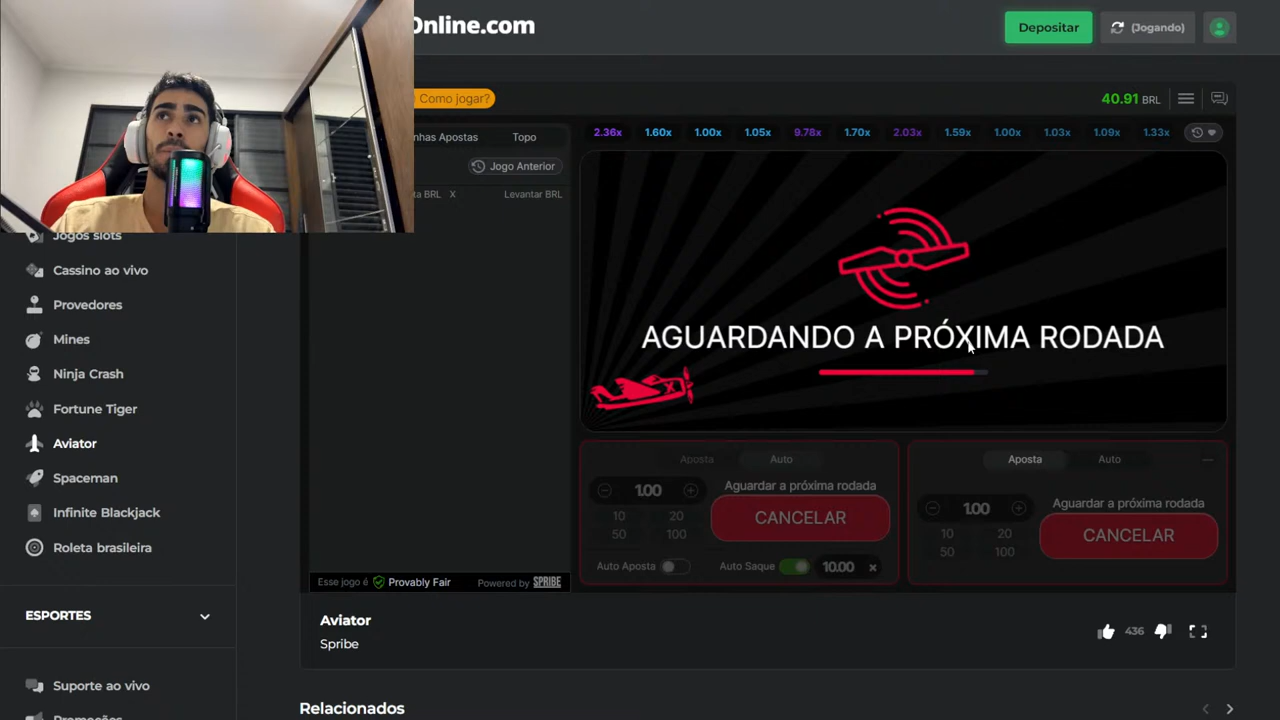 Online.com
Depositar
(Jogando)
Como jogar?
40.91 BRL
Apostas
Topo
2.36x 1.60x 1.00x 1.05x 9.78x 1.70x 2.03x 1.59x 1.00x 1.03x 1.09x 1.33x
Jogo Anterior
BRL X Levantar BRL
AGUARDANDO A PRÓXIMA RODADA
Jogos slots
Cassino ao vivo
Provedores
Mines
Ninja Crash
Fortune Tiger
Aviator
Spaceman
Infinite Blackjack
Roleta brasileira
ESPORTES
Suporte ao vivo
Aposta Auto
1.00
Aguardar a próxima rodada
CANCELAR
10 20
50 100
Auto Aposta
Auto Saque
10.00 x
Aposta Auto
1.00
Aguardar a próxima rodada
CANCELAR
10 20
50 100
Esse jogo é Provably Fair
Powered by SPRIBE
Aviator
Spribe
436
Relacionados